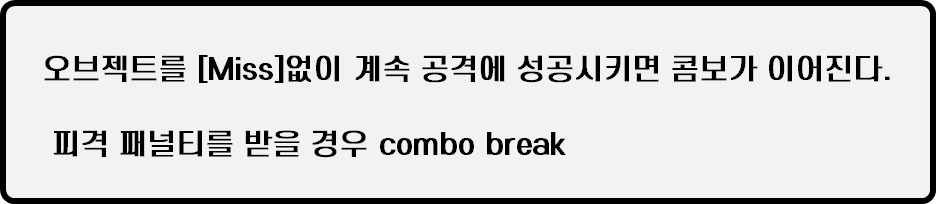 오브젝트를 [Miss]없이 계속 공격에 성공시키면 콤보가 이어진다.
피격 패널티를 받을 경우 combo break